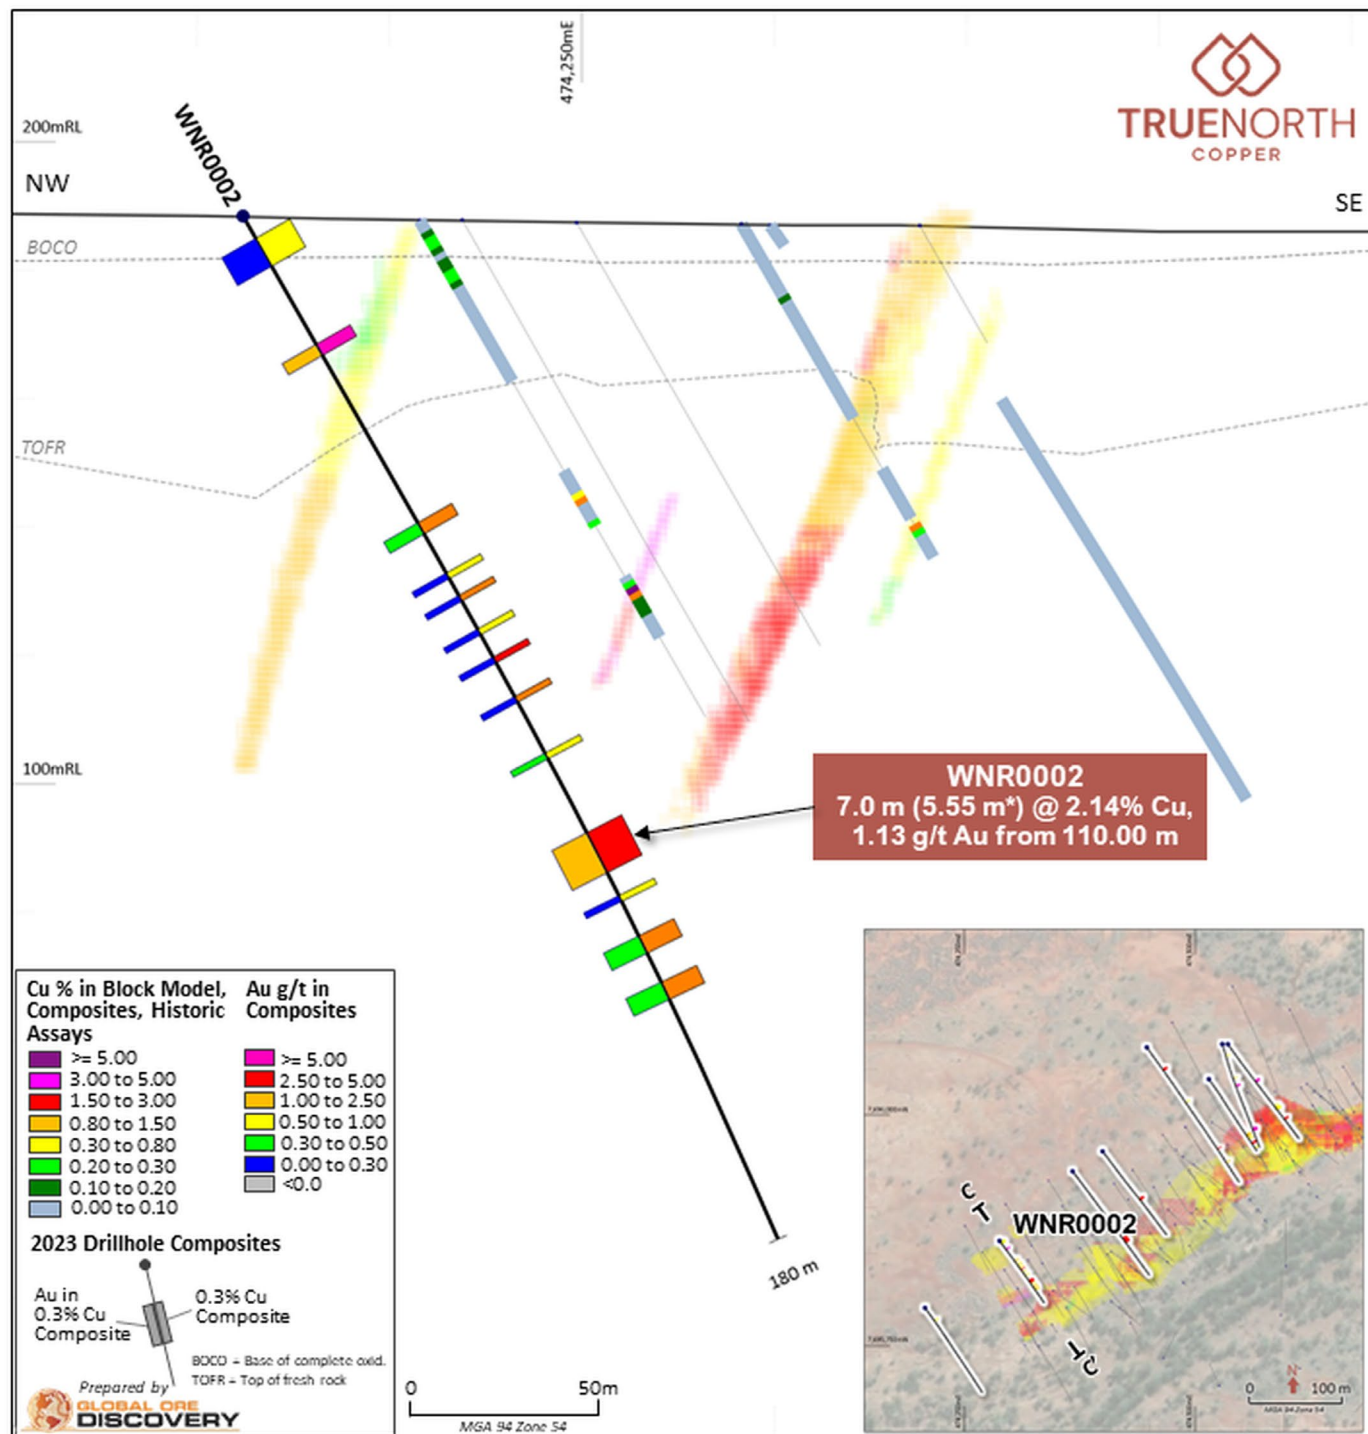 474,250mE
TRUENORTH
COPPER
WNR0002
200mRL
NW
SE
BOCO
TOFR
100mRL
WNR0002
7.0 m (5.55 m*) @ 2.14% Cu,
1.13 g/t Au from 110.00 m
180 m
Cu % in Block Model,
Composites, Historic
Assays
>= 5.00
3.00 to 5.00
1.50 to 3.00
0.80 to 1.50
0.30 to 0.80
0.20 to 0.30
0.10 to 0.20
0.00 to 0.10
Au g/t in
Composites
>= 5.00
2.50 to 5.00
1.00 to 2.50
0.50 to 1.00
0.30 to 0.50
0.00 to 0.30
<0.0
2023 Drillhole Composites
Au in
0.3% Cu
Composite
0.3% Cu
Composite
BOCO = Base of complete oxid.
TOFR = Top of fresh rock
Prepared by
GLOBAL ORE
DISCOVERY
0 50m
MGA 94 Zone 54
WNR0002
N
0 100 m
MGA 94 Zone 54